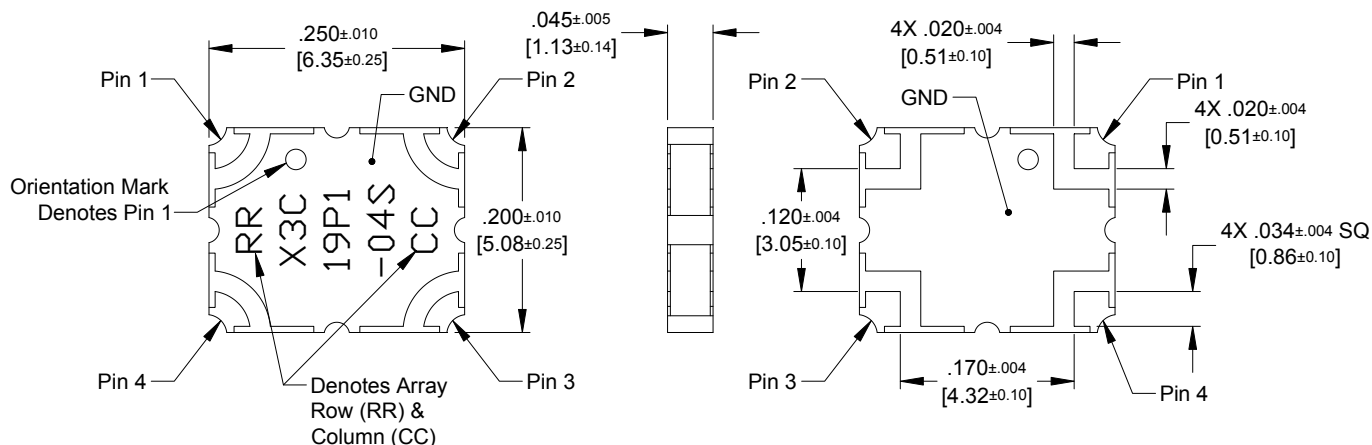 .250±.010
[6.35±0.25]
Pin 1
Pin 2
GND
Orientation Mark
Denotes Pin 1
RR
X3C
19P1
-04S
CC
.200±.010
[5.08±0.25]
Pin 4
Pin 3
Denotes Array
Row (RR) &
Column (CC)
.045±.005
[1.13±0.14]
4X .020±.004
[0.51±0.10]
Pin 2
Pin 1
GND
4X .020±.004
[0.51±0.10]
.120±.004
[3.05±0.10]
4X .034±.004 SQ
[0.86±0.10]
Pin 3
.170±.004
[4.32±0.10]
Pin 4